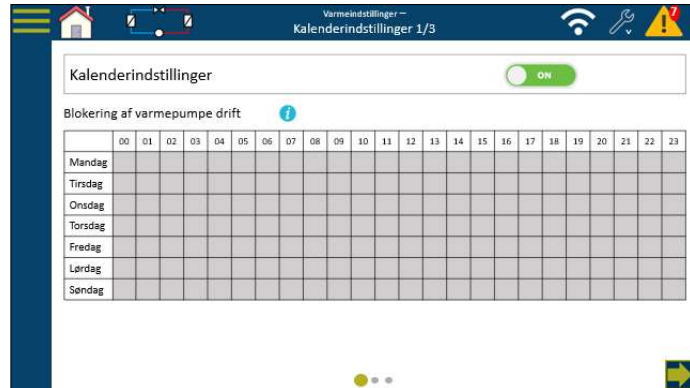 Varmeindstillinger –
Kalenderindstillinger 1/3
7
Kalenderindstillinger
ON
Blokering af varmepumpe drift i
00 01 02 03 04 05 06 07 08 09 10 11 12 13 14 15 16 17 18 19 20 21 22 23
Mandag
Tirsdag
Onsdag
Torsdag
Fredag
Lørdag
Søndag